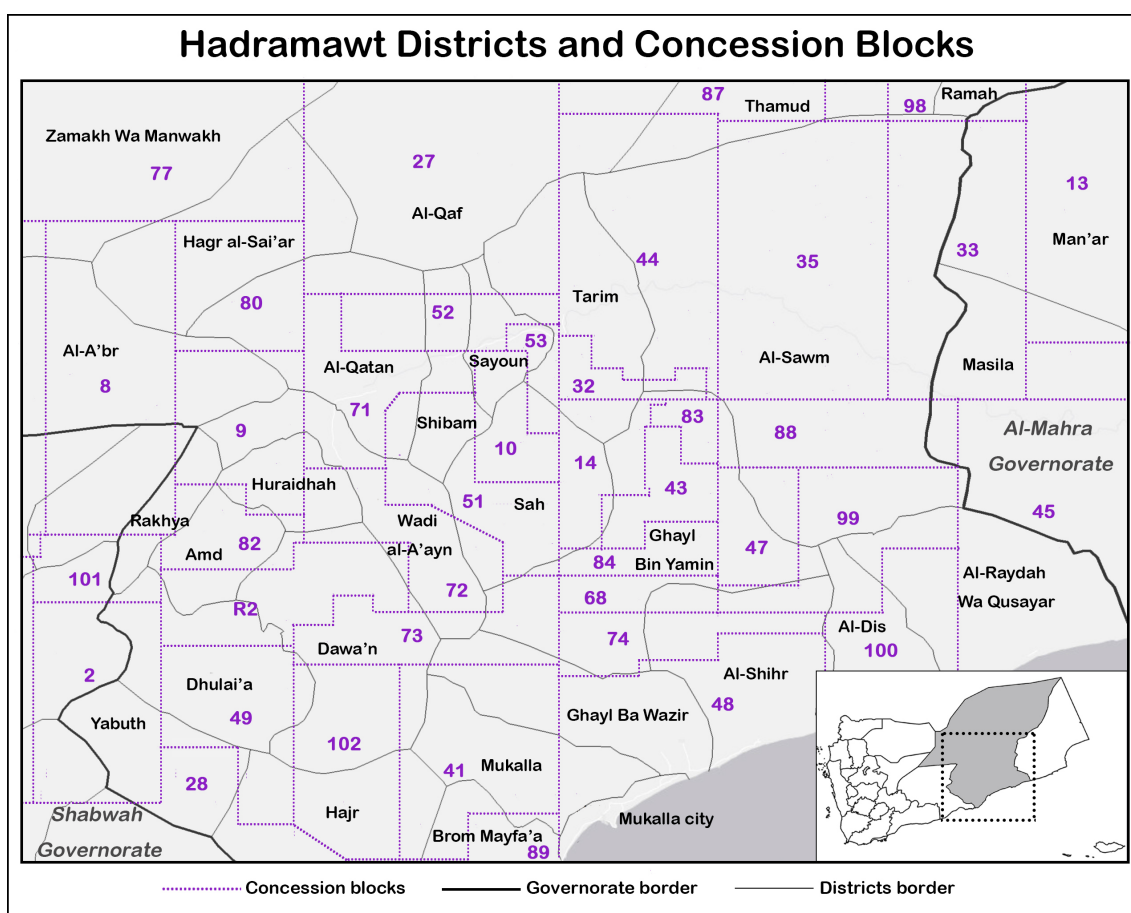 Hadramawt Districts and Concession Blocks
87
Thamud
98
Ramah
Zamakh Wa Manwakh
77
27
13
Al-Qaf
Hagr al-Sai’ar
Man’ar
33
44
35
80
Tarim
52
53
Al-A’br
8
Al-Qatan
Sayoun
32
Al-Sawm
Masila
71
Shibam
83
9
10
88
Al-Mahra
Governorate
14
Huraidhah
43
51
Sah
45
Rakhya
Wadi
al-A’ayn
99
Amd
82
Ghayl
Bin Yamin
47
84
101
Al-Raydah
Wa Qusayar
72
68
R2
73
74
Al-Dis
100
Dawa’n
2
Dhulai’a
Al-Shihr
48
49
Yabuth
Ghayl Ba Wazir
102
41
Mukalla
28
Shabwah
Governorate
Hajr
Mukalla city
Brom Mayfa’a
89
Concession blocks
Governorate border
Districts border